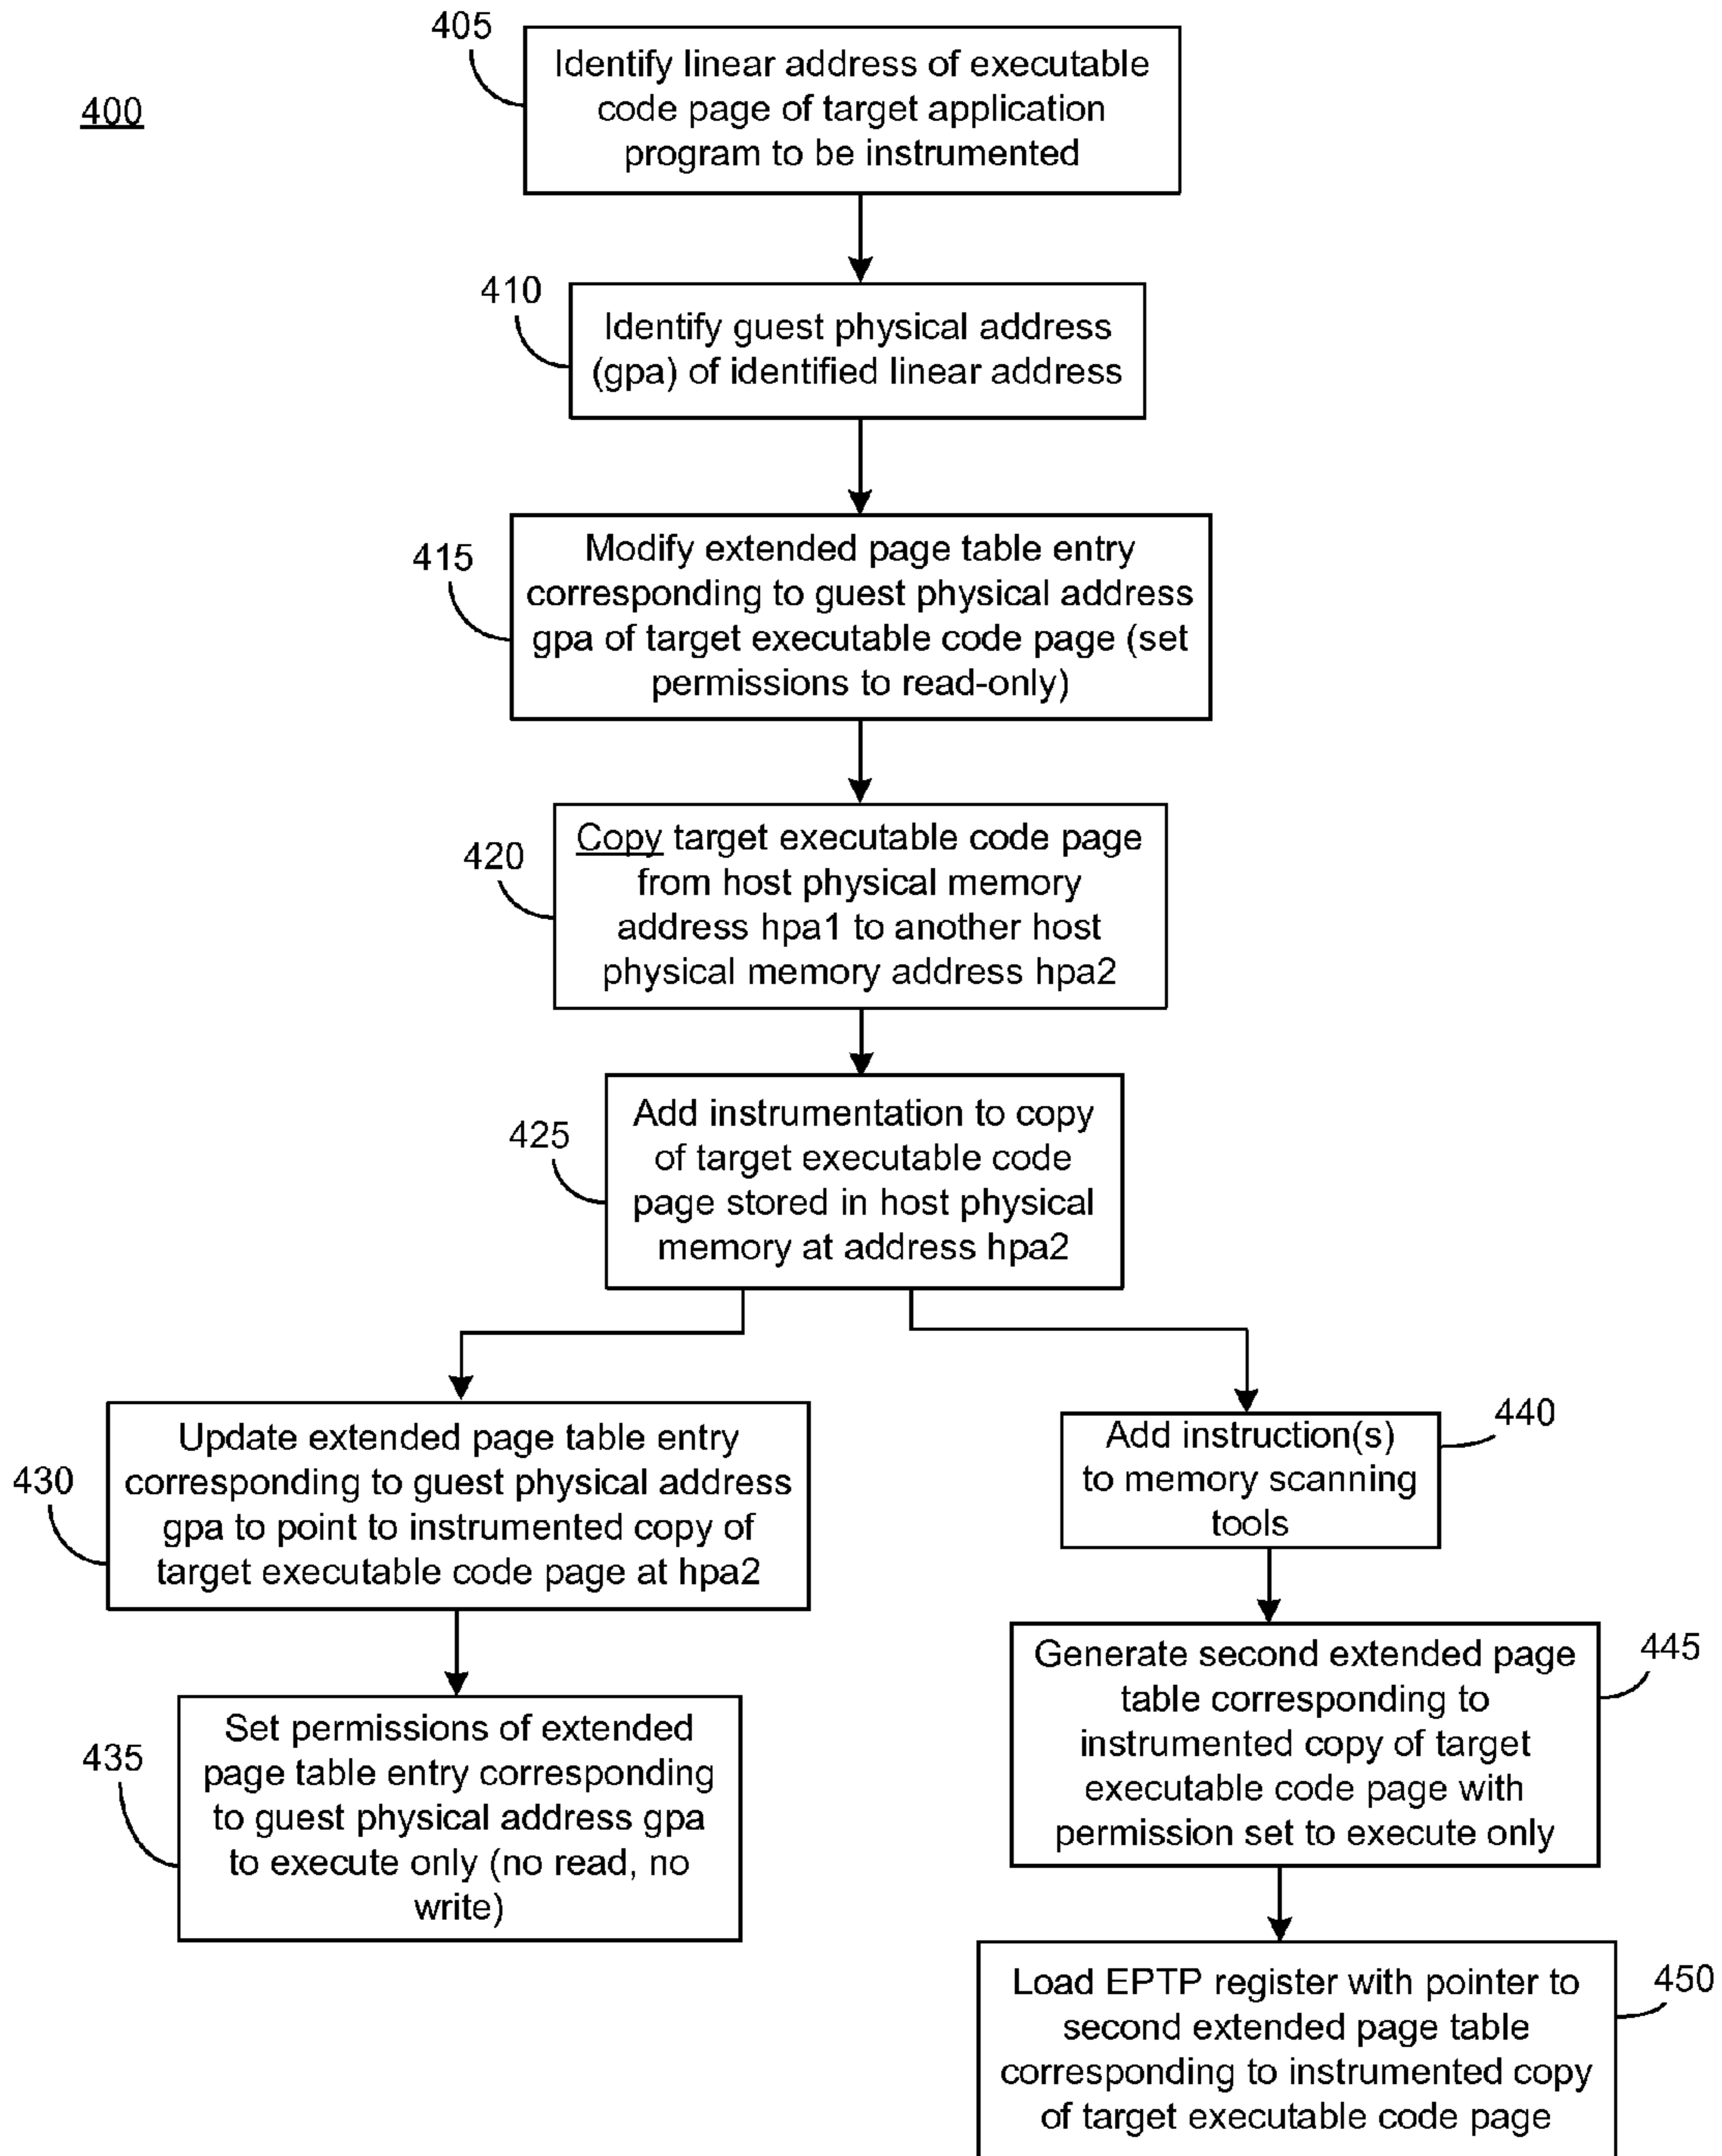 405
Identify linear address of executable
code page of target application
program to be instrumented
400
410
Identify guest physical address
(gpa) of identified linear address
415
Modify extended page table entry
corresponding to guest physical address
gpa of target executable code page (set
permissions to read-only)
420
Copy target executable code page
from host physical memory
address hpa1 to another host
physical memory address hpa2
425
Add instrumentation to copy
of target executable code
page stored in host physical
memory at address hpa2
430
Update extended page table entry
corresponding to guest physical address
gpa to point to instrumented copy of
target executable code page at hpa2
435
Set permissions of extended
page table entry corresponding
to guest physical address gpa
to execute only (no read, no
write)
440
Add instruction(s)
to memory scanning
tools
445
Generate second extended page
table corresponding to
instrumented copy of target
executable code page with
permission set to execute only
450
Load EPTP register with pointer to
second extended page table
corresponding to instrumented copy
of target executable code page